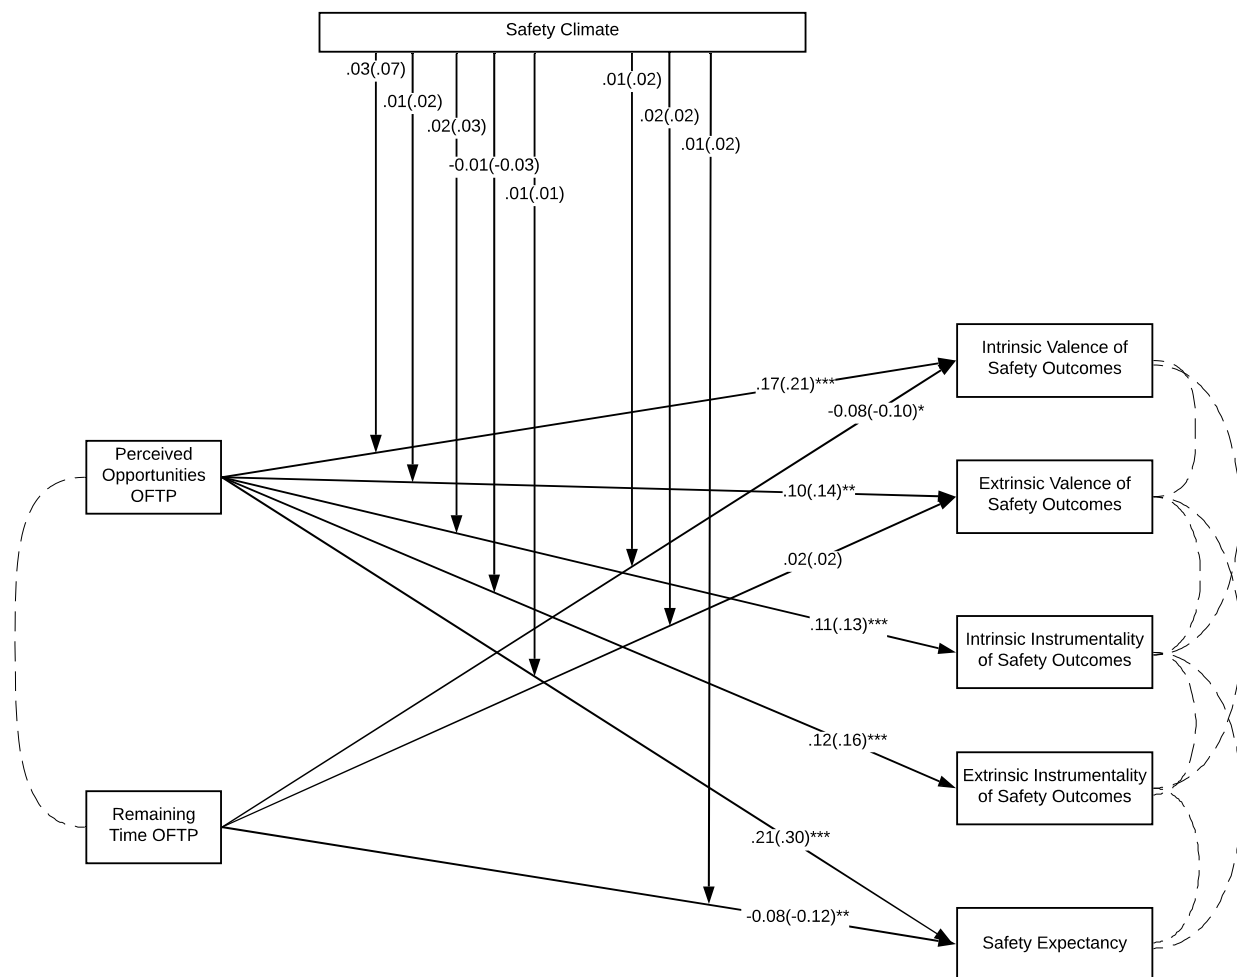 Safety Climate
.03(.07)
.01(.02)
.02(.03)
-0.01(-0.03)
.01(.01)
.01(.02)
.02(.02)
.01(.02)
Intrinsic Valence of
Safety Outcomes
.17(.21)***
-0.08(-0.10)*
Perceived
Opportunities
OFTP
Extrinsic Valence of
Safety Outcomes
.10(.14)**
.02(.02)
.11(.13)***
Intrinsic Instrumentality
of Safety Outcomes
.12(.16)***
Extrinsic Instrumentality
of Safety Outcomes
Remaining
Time OFTP
.21(.30)***
-0.08(-0.12)**
Safety Expectancy